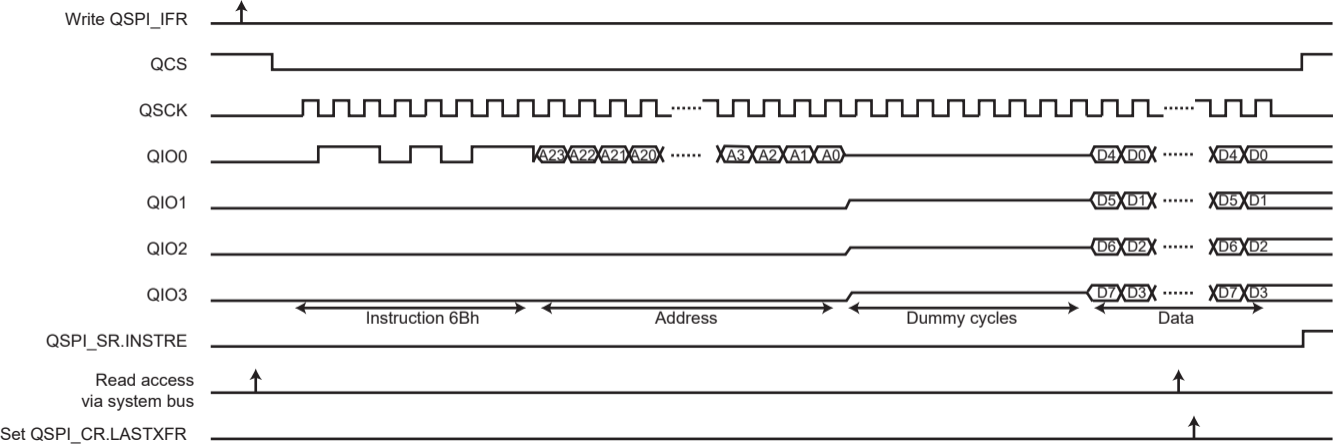 Write QSPI_IFR
QCS
QSCK
QIO0 A23 A22 A21 A20 A3 A2 A1 A0 D4 D0 D4 D0
QIO1 D5 D1 D5 D1
QIO2 D6 D2 D6 D2
QIO3 D7 D3 D7 D3
Instruction 6Bh Address Dummy cycles Data
QSPI_SR.INSTRE
Read access
via system bus
Set QSPI_CR.LASTXFR